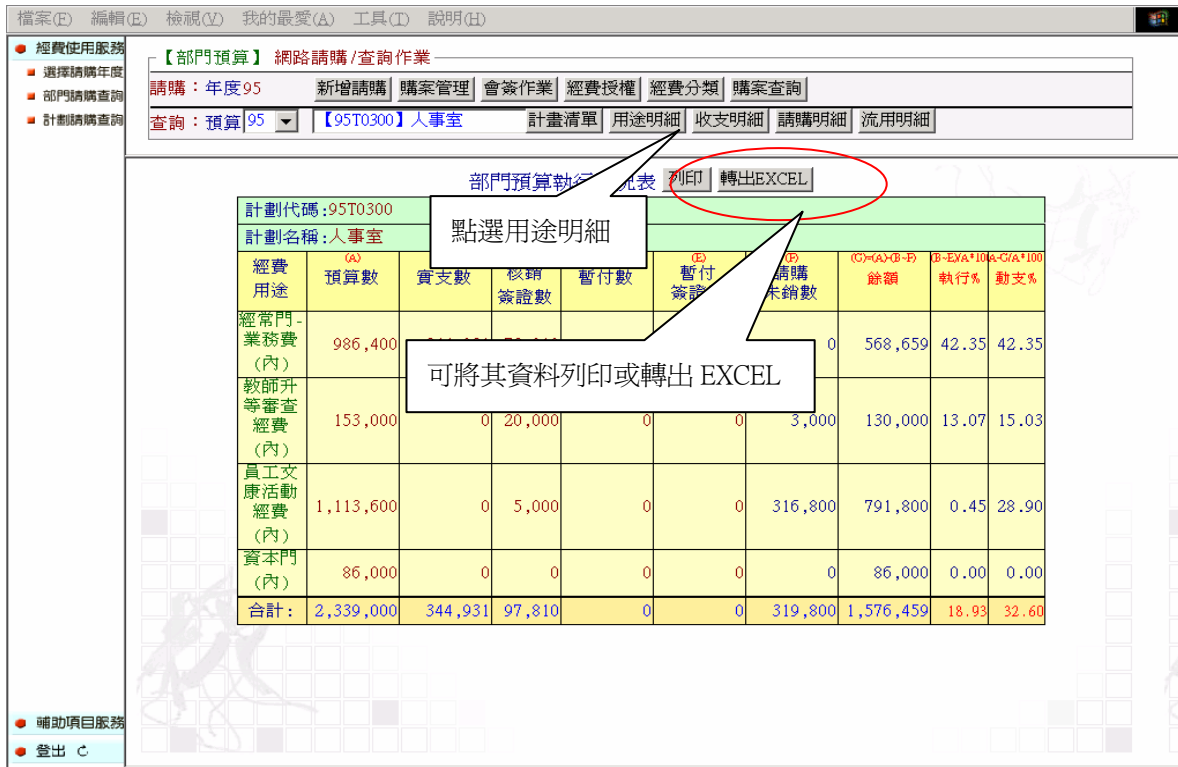 檔案(F) 編輯(E) 檢視(V) 我的最愛(A) 工具(T) 說明(H)
經費使用服務
選擇請購年度
部門請購查詢
計劃請購查詢
【部門預算】 網路請購/查詢作業
請購：年度95 新增請購 購案管理 會簽作業 經費授權 經費分類 購案查詢
查詢：預算 95 【95T0300】人事室 計畫清單 用途明細 收支明細 請購明細 流用明細
部門預算執行 況表 列印 轉出EXCEL
計劃代碼:95T0300
計劃名稱:人事室
點選用途明細
經費用途 (A)預算數 實支數 核銷簽證數 暫付數 (E)暫付簽證 (F)請購未銷數 (G)=(A)-(B~F)餘額 (B~E)/A*10 執行% A-G/A*100 動支%
經常門-業務費(內) 986,400 0 568,659 42.35 42.35
可將其資料列印或轉出 EXCEL
教師升等審查經費(內) 153,000 0 20,000 0 0 3,000 130,000 13.07 15.03
員工文康活動經費(內) 1,113,600 0 5,000 0 0 316,800 791,800 0.45 28.90
資本門(內) 86,000 0 0 0 0 0 86,000 0.00 0.00
合計: 2,339,000 344,931 97,810 0 0 319,800 1,576,459 18.93 32.60
輔助項目服務
登出